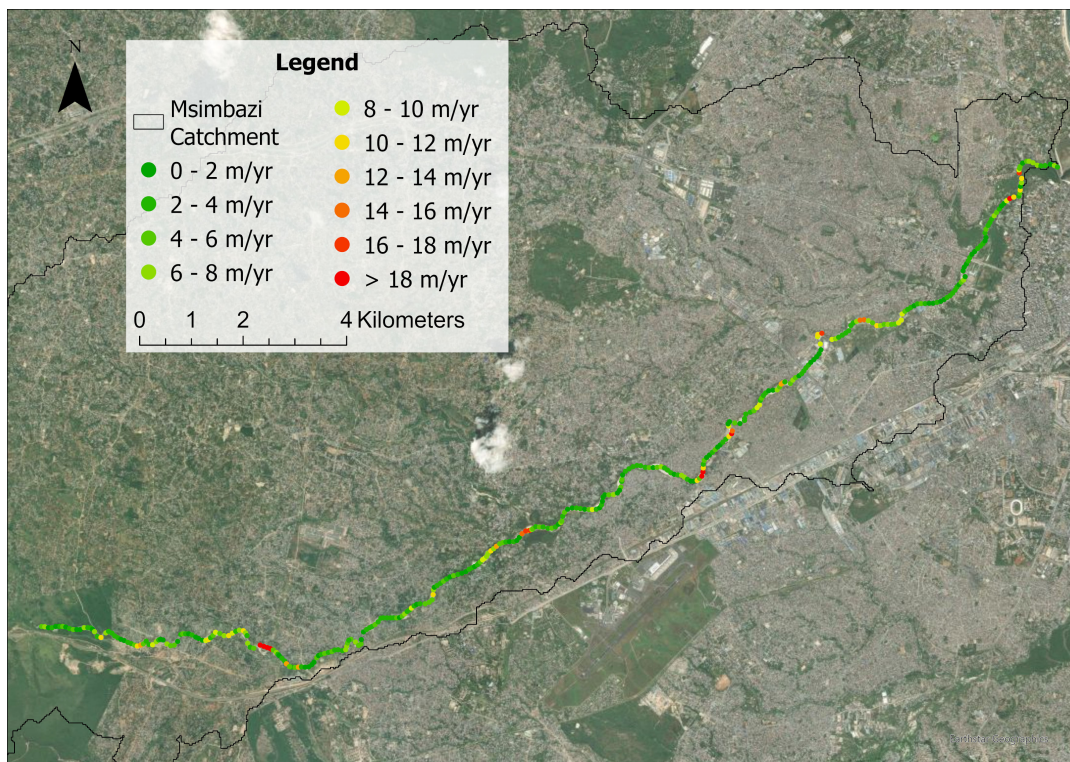 N
Legend
Msimbazi
Catchment
0 - 2 m/yr
2 - 4 m/yr
4 - 6 m/yr
6 - 8 m/yr
8 - 10 m/yr
10 - 12 m/yr
12 - 14 m/yr
14 - 16 m/yr
16 - 18 m/yr
> 18 m/yr
0 1 2 4 Kilometers